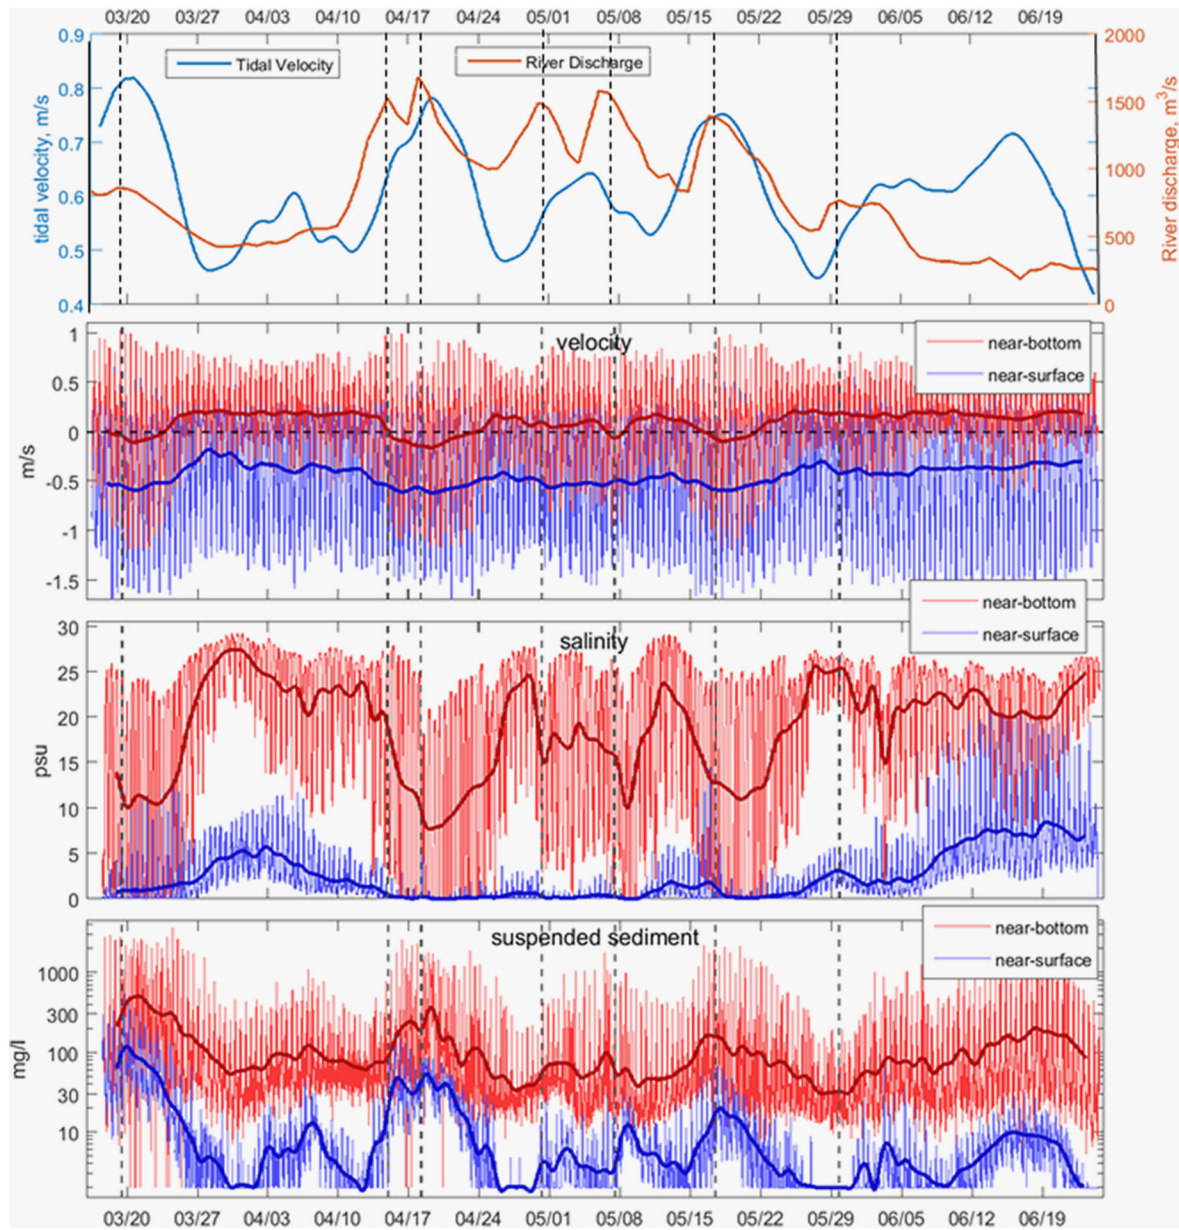 03/20 03/27 04/03 04/10 04/17 04/24 05/01 05/08 05/15 05/22 05/29 06/05 06/12 06/19
tidal velocity, m/s
0.9
0.8
0.7
0.6
0.5
0.4
Tidal Velocity
River Discharge
2000
1500
1000
500
0
River discharge, m³/s
velocity
near-bottom
near-surface
m/s
1
0.5
0
-0.5
-1
-1.5
salinity
near-bottom
near-surface
psu
30
25
20
15
10
5
0
suspended sediment
near-bottom
near-surface
mg/l
1000
300
100
30
10
03/20 03/27 04/03 04/10 04/17 04/24 05/01 05/08 05/15 05/22 05/29 06/05 06/12 06/19